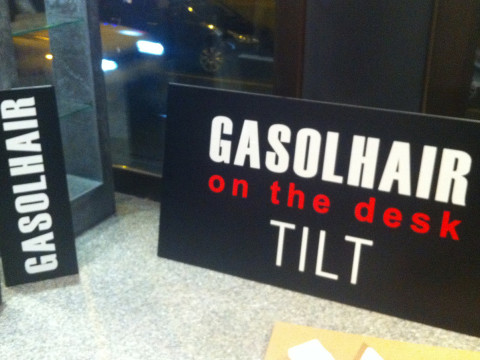 GASOLHAIR
GASOLHAIR
on the desk
TILT